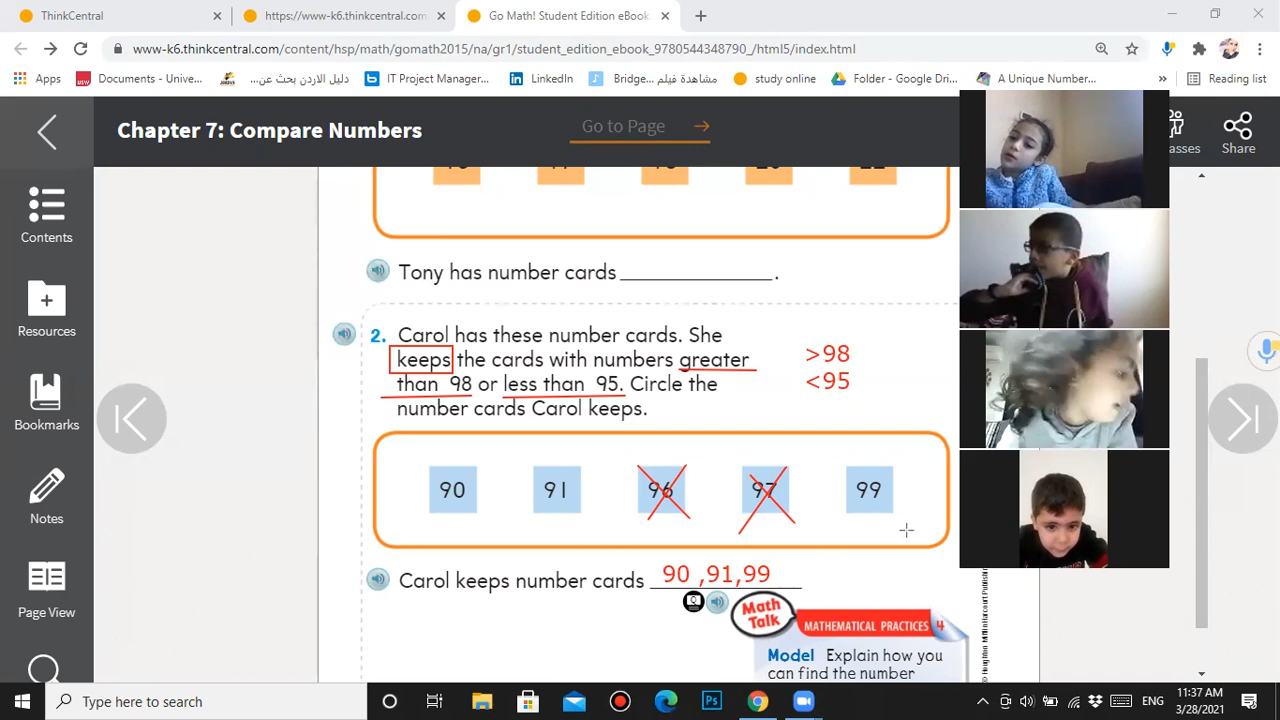 ThinkCentral
https://www-k6.thinkcentral.com
Go Math! Student Edition eBook
www-k6.thinkcentral.com/content/hsp/math/gomath2015/na/gr1/student_edition_ebook_9780544348790_/html5/index.html
Apps
Documents - Unive...
دليل الاردن بحث عن...
IT Project Manager...
LinkedIn
Bridge... مشاهدة فيلم
study online
Folder - Google Dri...
A Unique Number...
»
Reading list
Chapter 7: Compare Numbers
Go to Page
Share
Contents
Resources
Bookmarks
Notes
Page View
Tony has number cards ____________.
2. Carol has these number cards. She
keeps the cards with numbers greater
than 98 or less than 95. Circle the
number cards Carol keeps.
>98
<95
90 91 96 97 99
Carol keeps number cards 90 ,91,99
Math
Talk
MATHEMATICAL PRACTICES 4
Model Explain how you
can find the number
Type here to search
ENG
11:37 AM
3/28/2021